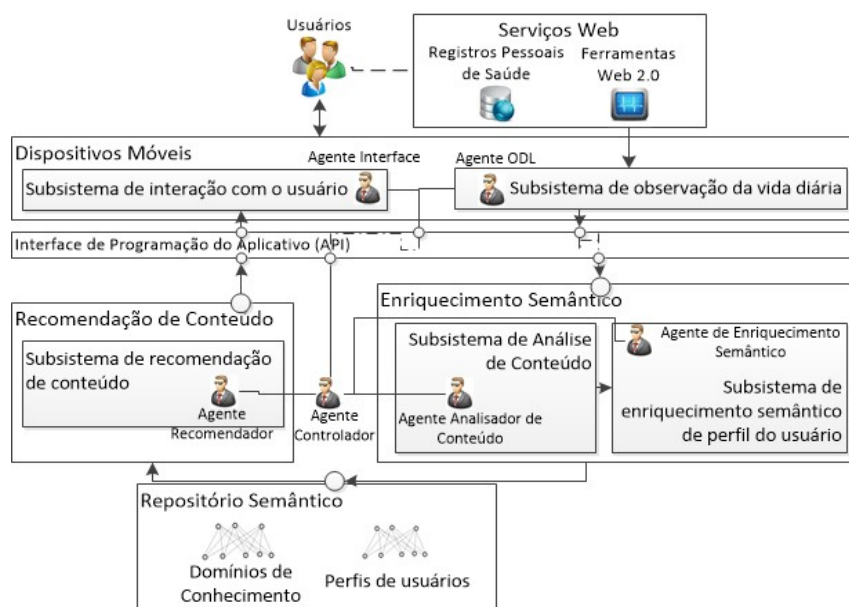 Usuários
Serviços Web
Registros Pessoais
de Saúde
Ferramentas
Web 2.0
Dispositivos Móveis
Agente Interface
Subsistema de interação com o usuário
Agente ODL
Subsistema de observação da vida diária
Interface de Programação do Aplicativo (API)
Recomendação de Conteúdo
Subsistema de recomendação
de conteúdo
Agente
Recomendador
Agente
Controlador
Enriquecimento Semântico
Subsistema de Análise
de Conteúdo
Agente Analisador de
Conteúdo
Agente de Enriquecimento
Semântico
Subsistema de
enriquecimento semântico
de perfil do usuário
Repositório Semântico
Domínios de
Conhecimento
Perfis de usuários